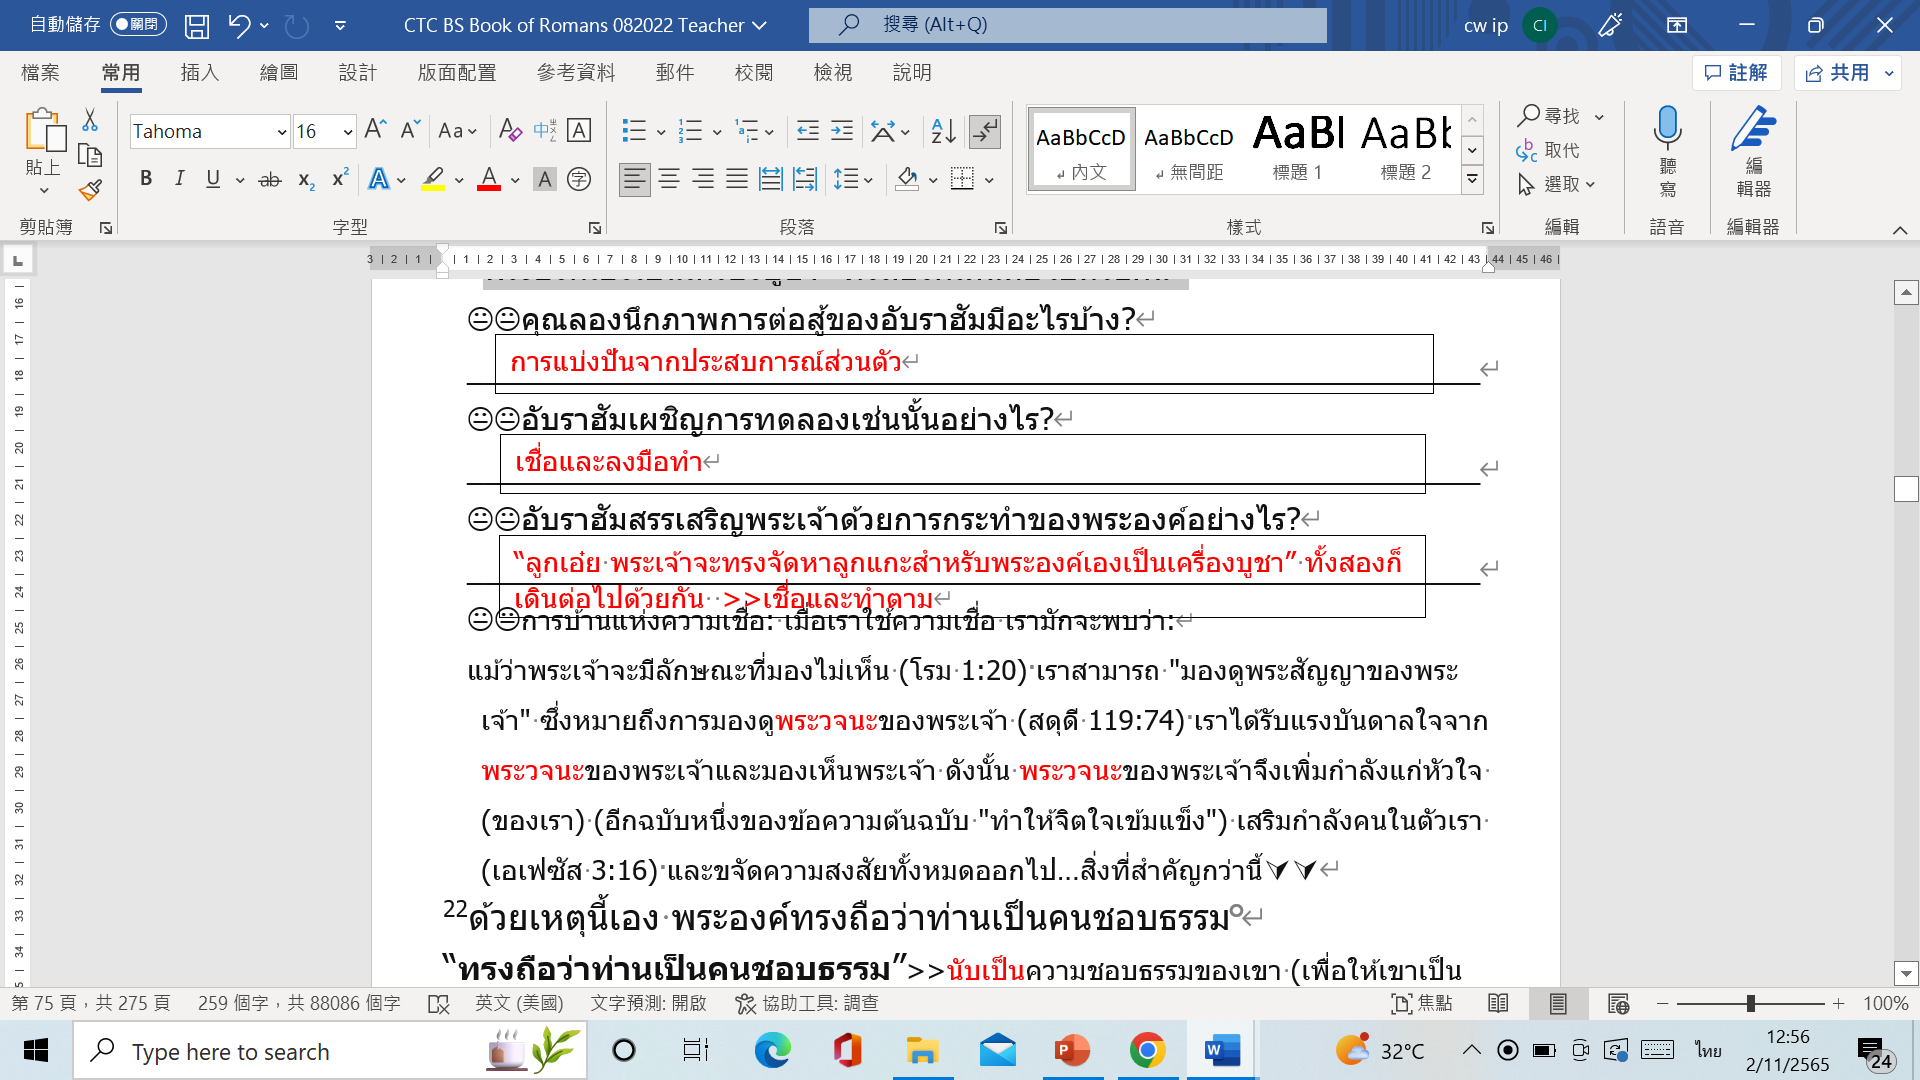 自動儲存 關閉 CTC BS Book of Romans 082022 Teacher 搜尋 (Alt+Q) cw ip CI
檔案 常用 插入 繪圖 設計 版面配置 參考資料 郵件 校閱 檢視 說明 註解 共用
Tahoma 16
貼上
剪貼簿 字型 段落 樣式 編輯 語音 編輯器
AaBbCcD AaBbCcD AaBl AaBb
內文 無間距 標題 1 標題 2
尋找
取代
選取
聽寫
編輯器
😐😐คุณลองนึกภาพการต่อสู้ของอับราฮัมมีอะไรบ้าง?
การแบ่งปันจากประสบการณ์ส่วนตัว
😐😐อับราฮัมเผชิญการทดลองเช่นนั้นอย่างไร?
เชื่อและลงมือทำ
😐😐อับราฮัมสรรเสริญพระเจ้าด้วยการกระทำของพระองค์อย่างไร?
“ลูกเอ๋ย พระเจ้าจะทรงจัดหาลูกแกะสำหรับพระองค์เองเป็นเครื่องบูชา” ทั้งสองก็
เดินต่อไปด้วยกัน >>เชื่อและทำตาม
😐😐การบ้านแห่งความเชื่อ: เมื่อเราใช้ความเชื่อ เรามักจะพบว่า:
แม้ว่าพระเจ้าจะมีลักษณะที่มองไม่เห็น (โรม 1:20) เราสามารถ "มองดูพระสัญญาของพระ
เจ้า" ซึ่งหมายถึงการมองดูพระวจนะของพระเจ้า (สดุดี 119:74) เราได้รับแรงบันดาลใจจาก
พระวจนะของพระเจ้าและมองเห็นพระเจ้า ดังนั้น พระวจนะของพระเจ้าจึงเพิ่มกำลังแก่หัวใจ
(ของเรา) (อีกฉบับหนึ่งของข้อความต้นฉบับ "ทำให้จิตใจเข้มแข็ง") เสริมกำลังคนในตัวเรา
(เอเฟซัส 3:16) และขจัดความสงสัยทั้งหมดออกไป...สิ่งที่สำคัญกว่านี้
22ด้วยเหตุนี้เอง พระองค์ทรงถือว่าท่านเป็นคนชอบธรรม
“ทรงถือว่าท่านเป็นคนชอบธรรม”>>นับเป็นความชอบธรรมของเขา (เพื่อให้เขาเป็น
第 75 頁，共 275 頁 259 個字，共 88086 個字 英文 (美國) 文字預測: 開啟 協助工具: 調查 焦點 100%
Type here to search 32°C ไทย 12:56
2/11/2565 24